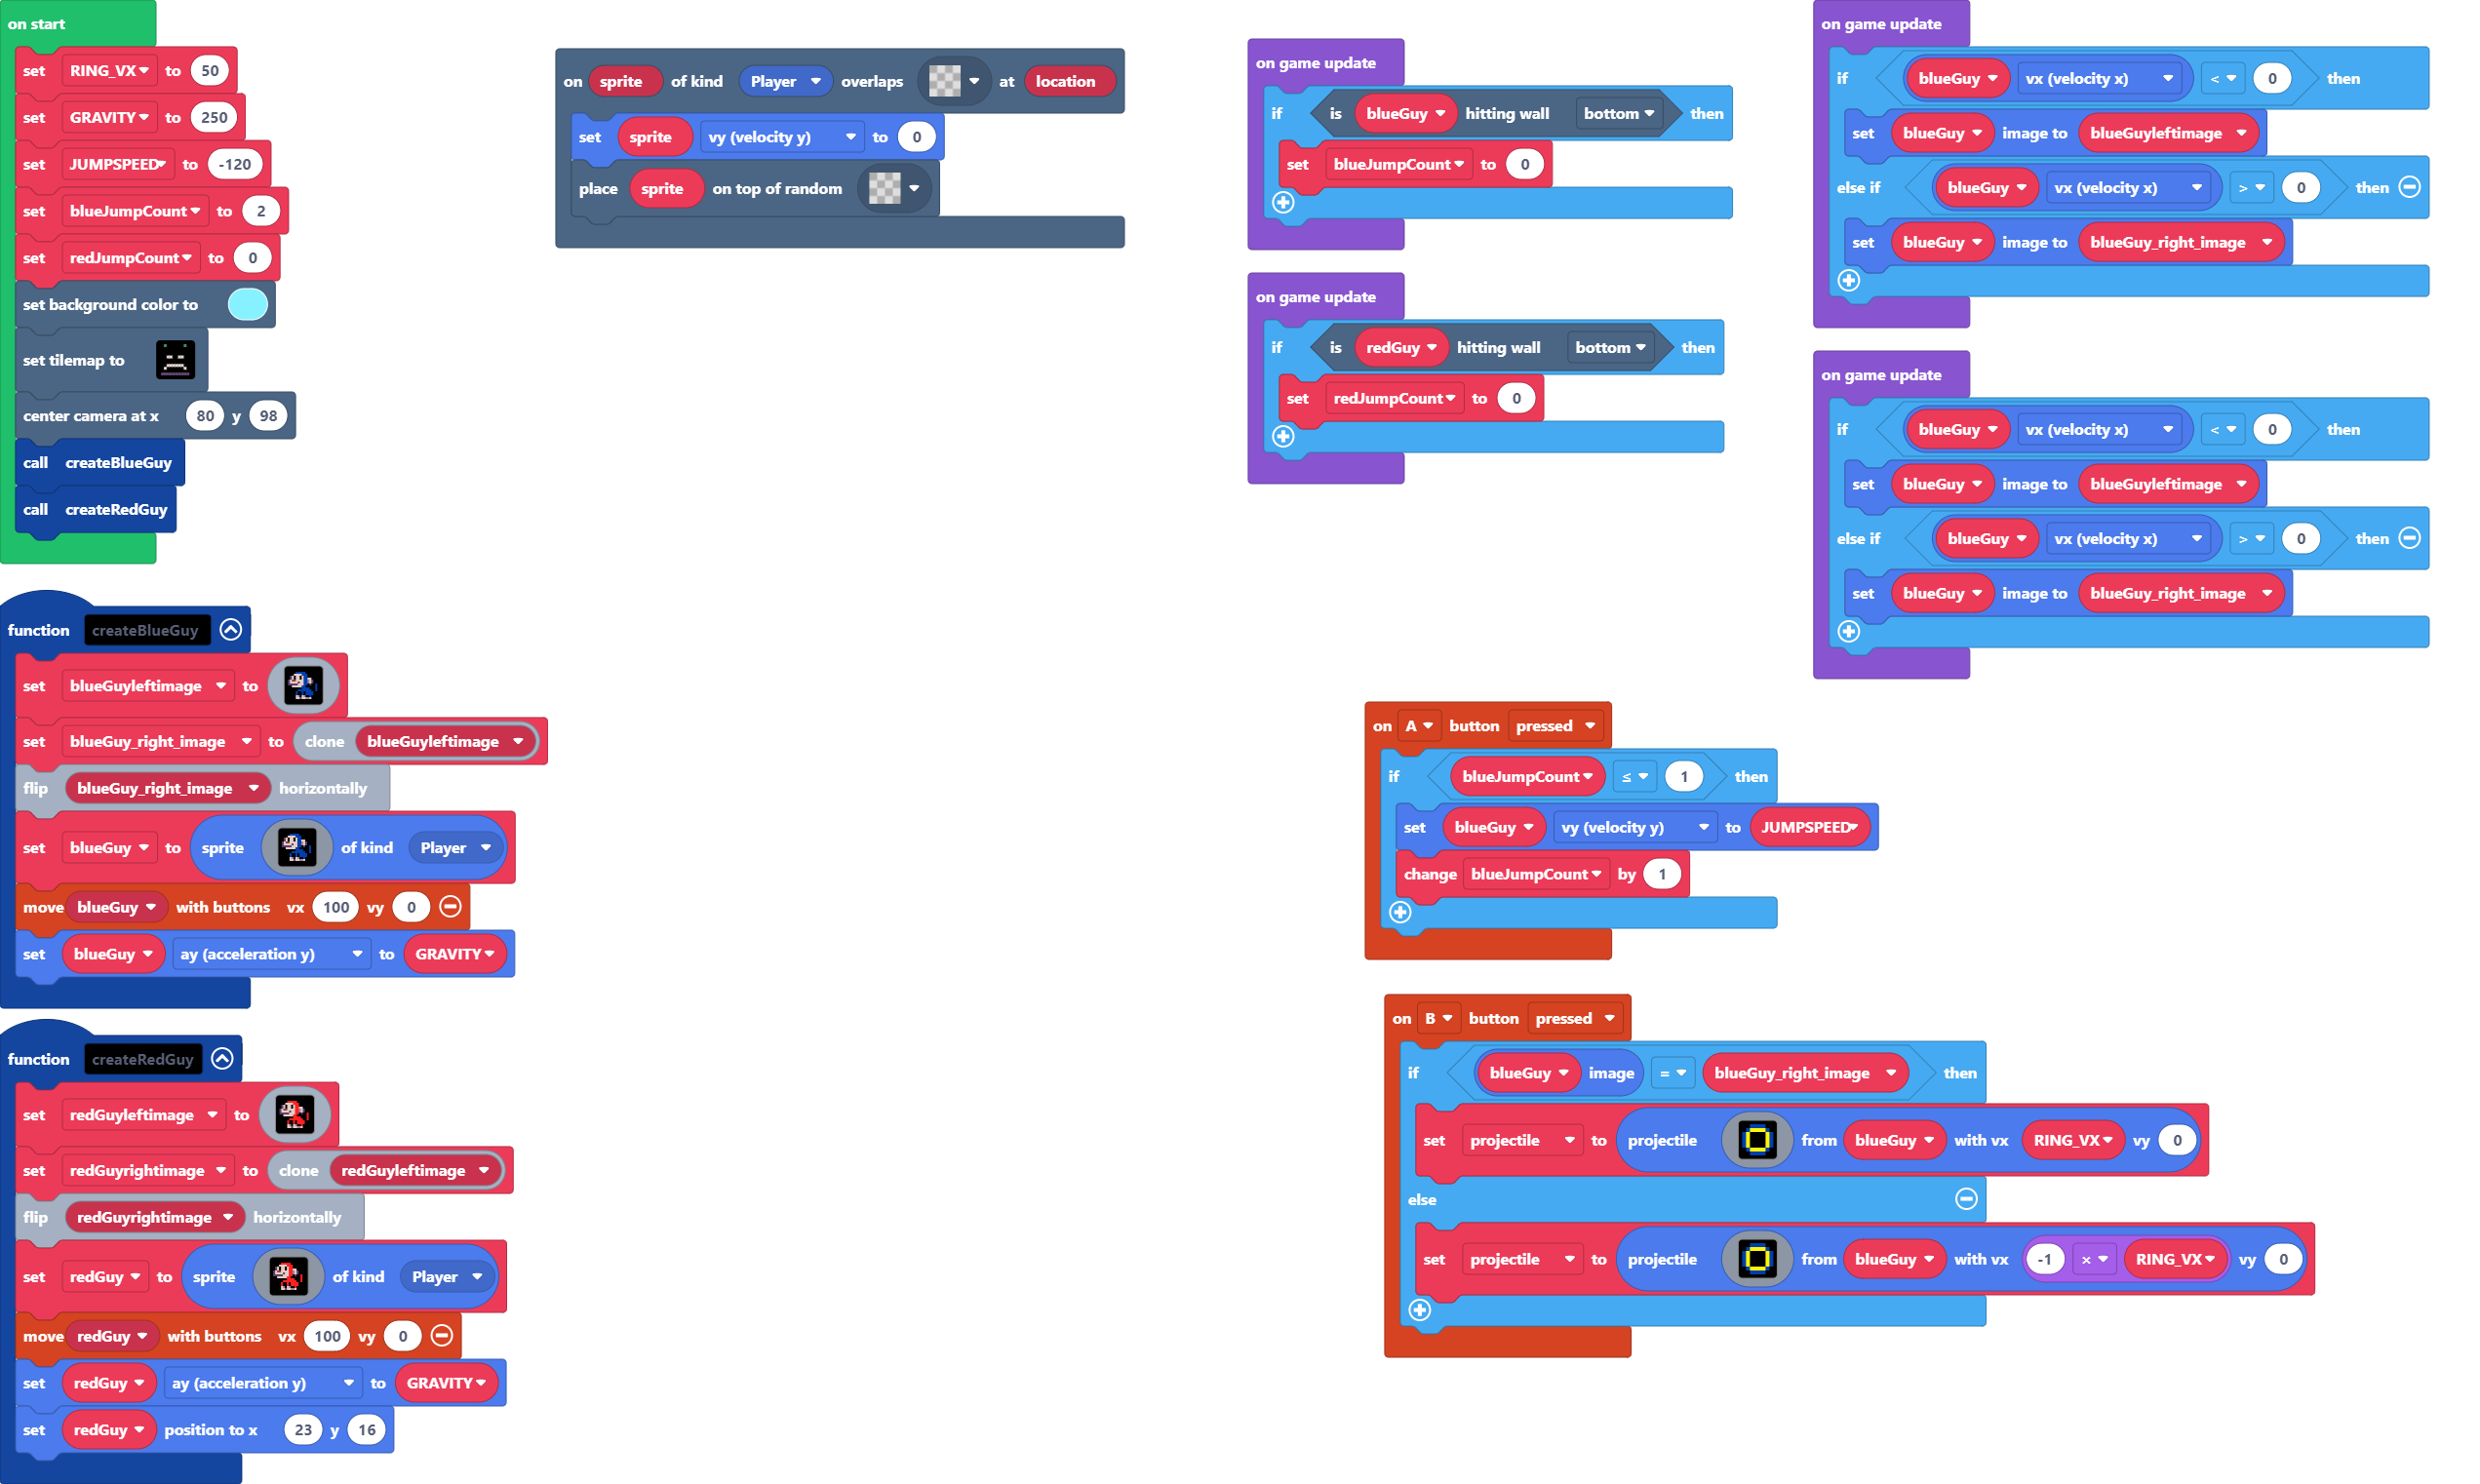 on start
set RING_VX to 50
set GRAVITY to 250
set JUMPSPEED to -120
set blueJumpCount to 2
set redJumpCount to 0
set background color to
set tilemap to
center camera at x 80 y 98
call createBlueGuy
call createRedGuy
function createBlueGuy
set blueGuyleftimage to
set blueGuy_right_image to clone blueGuyleftimage
flip blueGuy_right_image horizontally
set blueGuy to sprite of kind Player
move blueGuy with buttons vx 100 vy 0
set blueGuy ay (acceleration y) to GRAVITY
function createRedGuy
set redGuyleftimage to
set redGuyrightimage to clone redGuyleftimage
flip redGuyrightimage horizontally
set redGuy to sprite of kind Player
move redGuy with buttons vx 100 vy 0
set redGuy ay (acceleration y) to GRAVITY
set redGuy position to x 23 y 16
on sprite of kind Player overlaps at location
set sprite vy (velocity y) to 0
place sprite on top of random
on game update
if is blueGuy hitting wall bottom then
set blueJumpCount to 0
on game update
if is redGuy hitting wall bottom then
set redJumpCount to 0
on game update
if blueGuy vx (velocity x) < 0 then
set blueGuy image to blueGuyleftimage
else if blueGuy vx (velocity x) > 0 then
set blueGuy image to blueGuy_right_image
on game update
if blueGuy vx (velocity x) < 0 then
set blueGuy image to blueGuyleftimage
else if blueGuy vx (velocity x) > 0 then
set blueGuy image to blueGuy_right_image
on A button pressed
if blueJumpCount ≤ 1 then
set blueGuy vy (velocity y) to JUMPSPEED
change blueJumpCount by 1
on B button pressed
if blueGuy image = blueGuy_right_image then
set projectile to projectile from blueGuy with vx RING_VX vy 0
else
set projectile to projectile from blueGuy with vx -1 × RING_VX vy 0